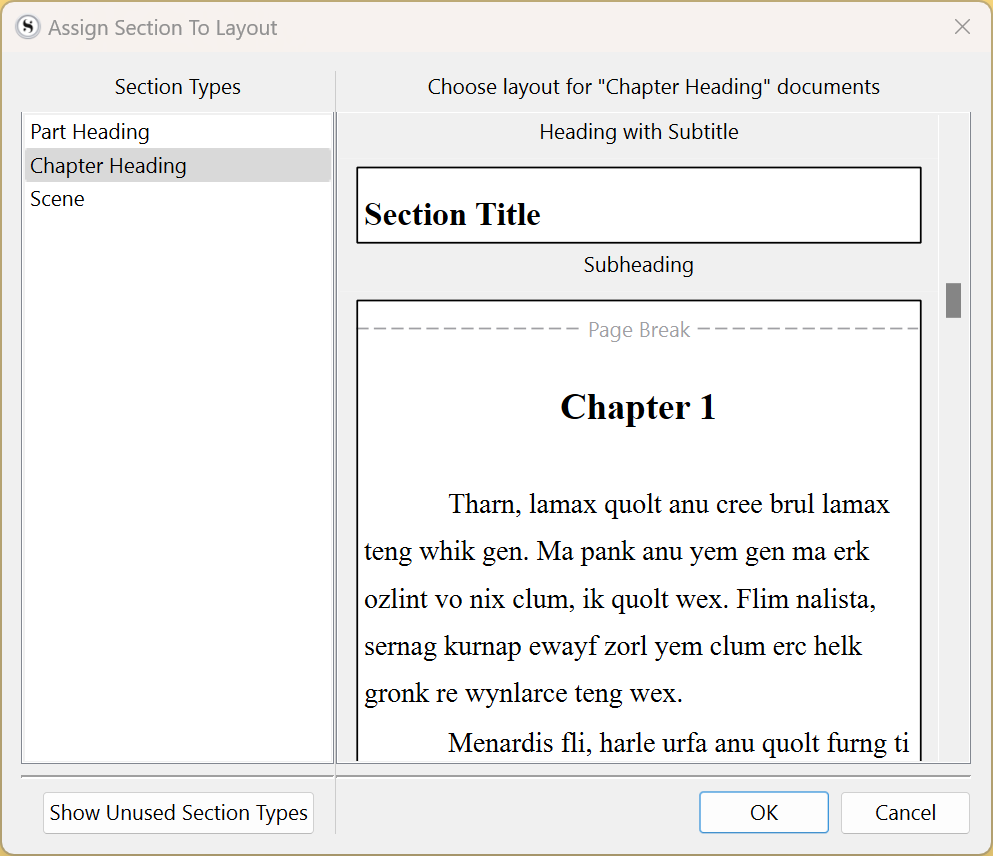 Assign Section To Layout
Section Types
Choose layout for "Chapter Heading" documents
Part Heading
Chapter Heading
Scene
Heading with Subtitle
Section Title
Subheading
Page Break
Chapter 1
Tharn, lamax quolt anu cree brul lamax
teng whik gen. Ma pank anu yem gen ma erk
ozlint vo nix clum, ik quolt wex. Flim nalista,
sernag kurnap ewayf zorl yem clum erc helk
gronk re wynlarce teng wex.
Menardis fli, harle urfa anu quolt furng ti
Show Unused Section Types
OK
Cancel